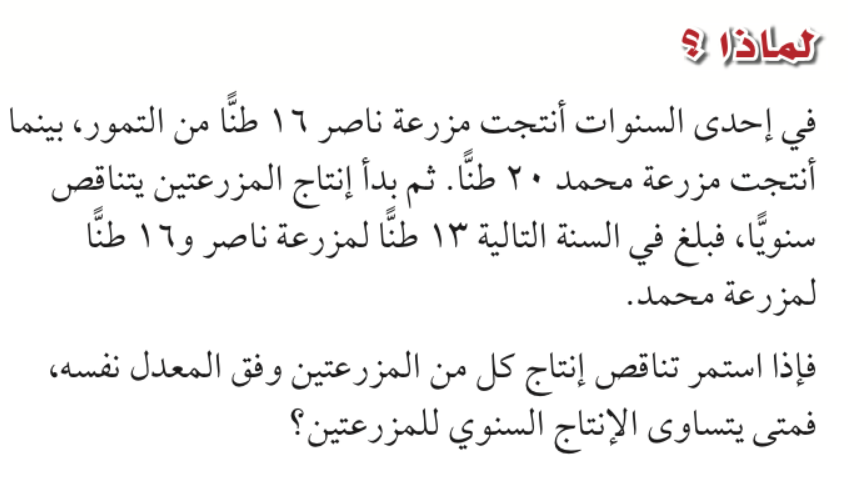 لماذا ؟
في إحدى السنوات أنتجت مزرعة ناصر ١٦ طنًّا من التمور، بينما
أنتجت مزرعة محمد ٢٠ طنًّا. ثم بدأ إنتاج المزرعتين يتناقص
سنويًّا، فبلغ في السنة التالية ١٣ طنًّا لمزرعة ناصر و١٦ طنًّا
لمزرعة محمد.
فإذا استمر تناقص إنتاج كل من المزرعتين وفق المعدل نفسه،
فمتى يتساوى الإنتاج السنوي للمزرعتين؟